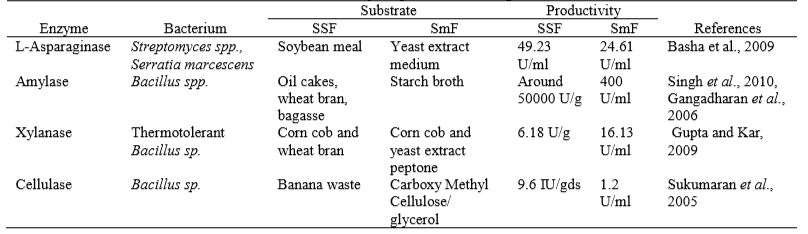 Substrate Productivity
Enzyme Bacterium SSF SmF SSF SmF References
L-Asparaginase Streptomyces spp., Soybean meal Yeast extract 49.23 24.61 Basha et al., 2009
Serratia marcescens medium U/ml U/ml
Amylase Bacillus spp. Oil cakes, Starch broth Around 400 Singh et al., 2010,
wheat bran, 50000 U/g U/ml Gangadharan et al.,
bagasse 2006
Xylanase Thermotolerant Corn cob and Corn cob and 6.18 U/g 16.13 Gupta and Kar,
Bacillus sp. wheat bran yeast extract U/ml 2009
peptone
Cellulase Bacillus sp. Banana waste Carboxy Methyl 9.6 IU/gds 1.2 Sukumaran et al.,
Cellulose/ U/ml 2005
glycerol